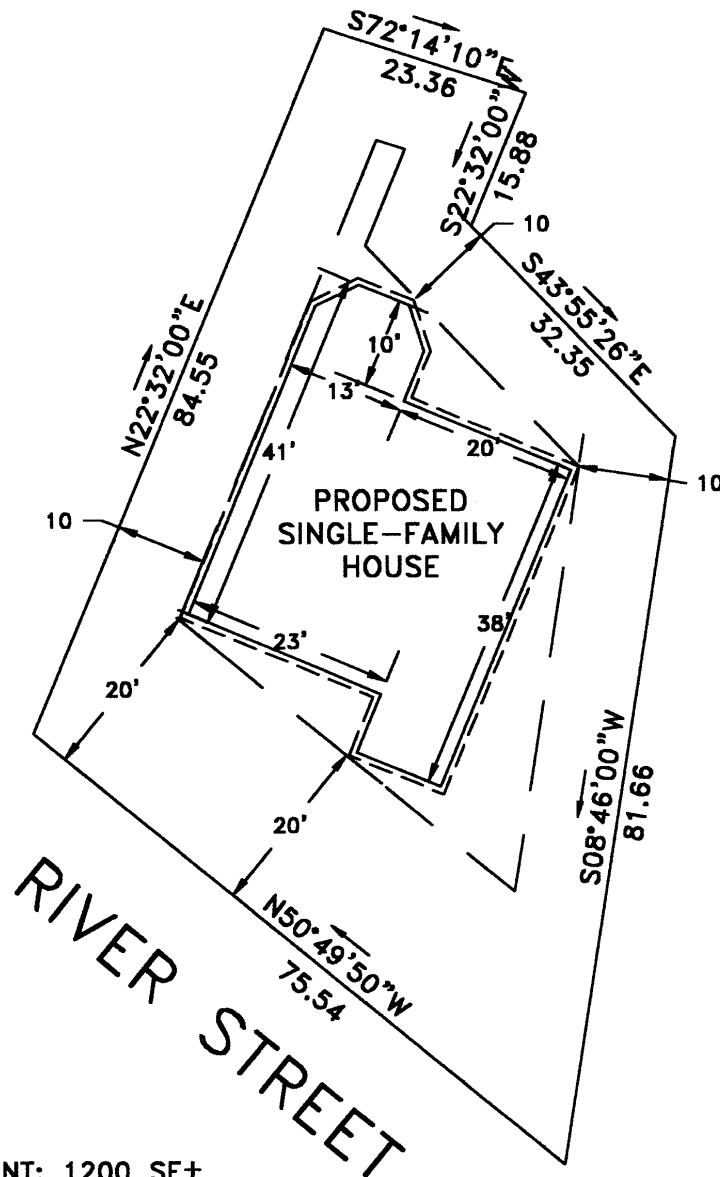 S72°14'10"E
23.36
S22°32'00"W
15.88
10
S43°55'26"E
32.35
N22°32'00"E
84.55
10'
13'
20'
41'
10
PROPOSED
SINGLE-FAMILY
HOUSE
10
38'
23'
20'
S08°46'00"W
81.66
20'
N50°49'50"W
75.54
RIVER STREET
NT: 1200 SF±